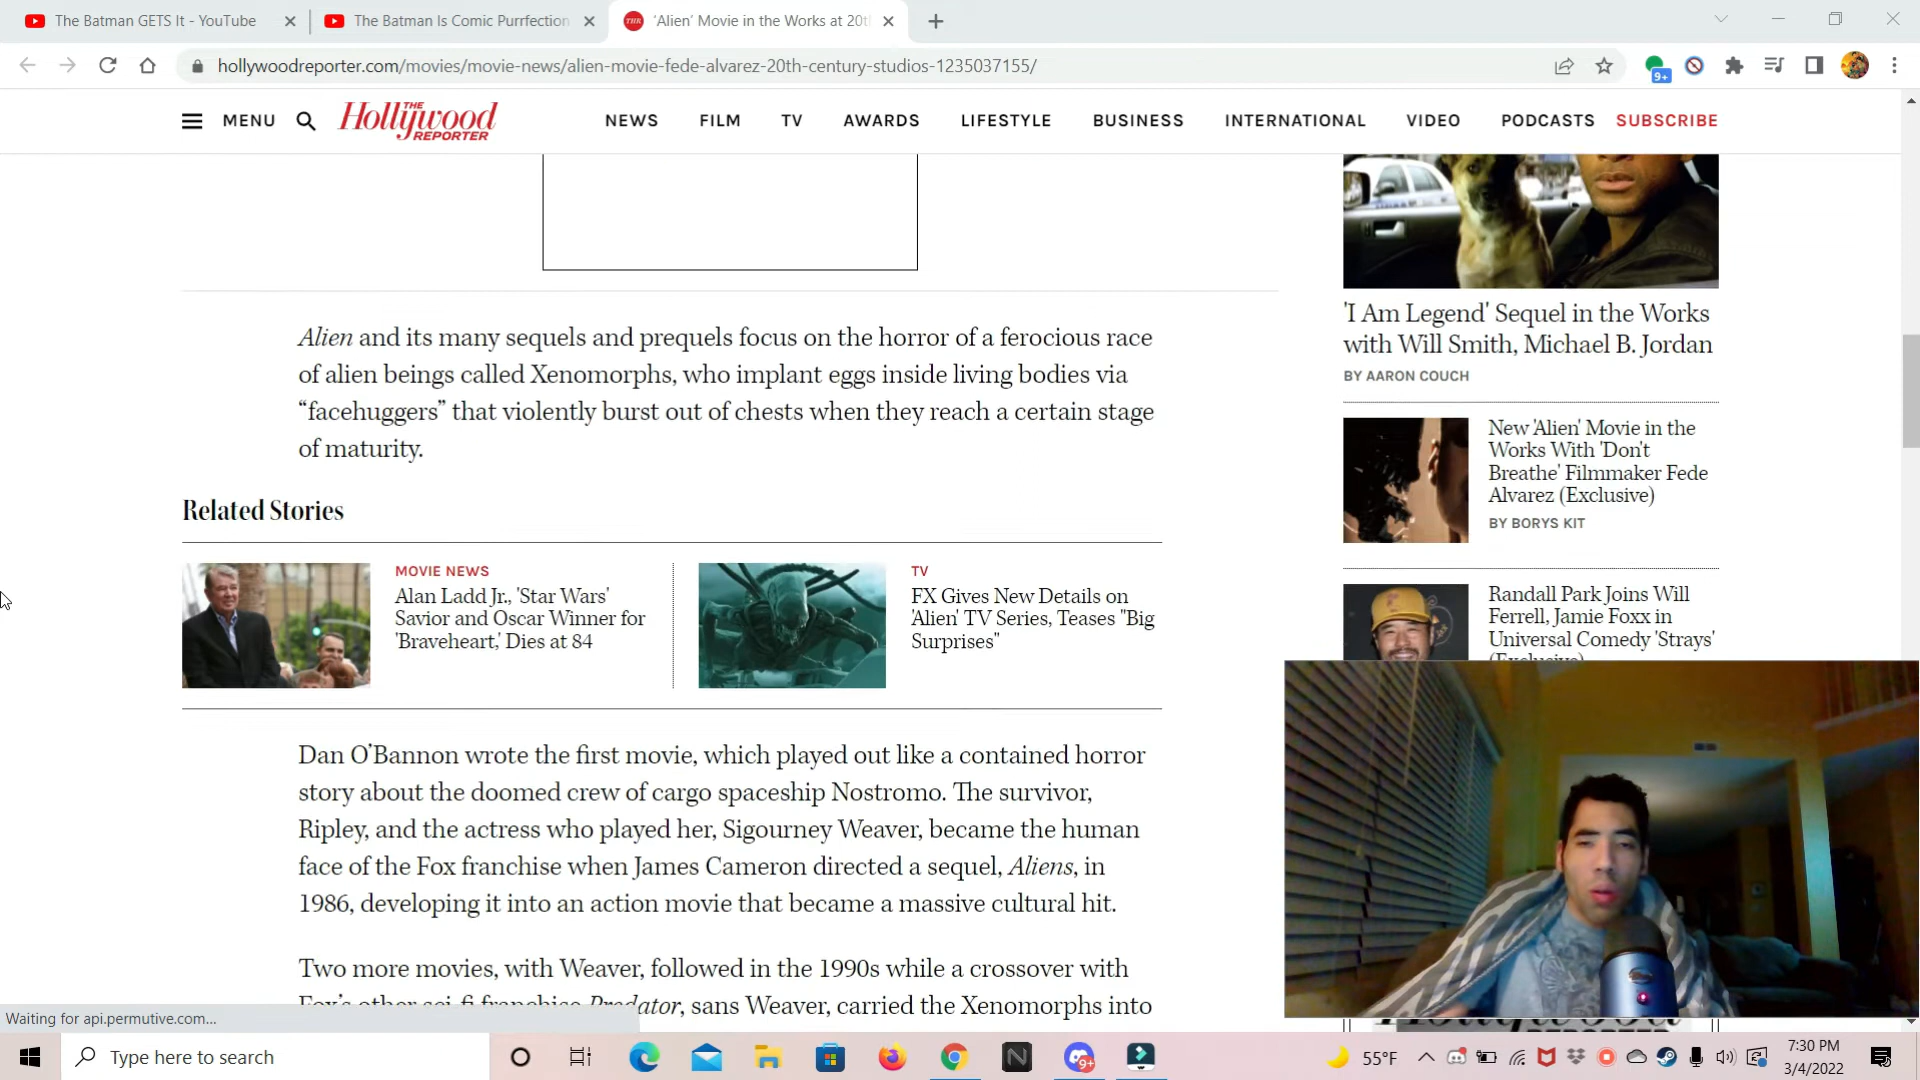 The Batman GETS It - YouTube
The Batman Is Comic Purrfection
THR
'Alien' Movie in the Works at 20th
hollywoodreporter.com/movies/movie-news/alien-movie-fede-alvarez-20th-century-studios-1235037155/
9+
MENU
THE Hollywood REPORTER
NEWS FILM TV AWARDS LIFESTYLE BUSINESS INTERNATIONAL VIDEO PODCASTS SUBSCRIBE
Alien and its many sequels and prequels focus on the horror of a ferocious race
of alien beings called Xenomorphs, who implant eggs inside living bodies via
“facehuggers” that violently burst out of chests when they reach a certain stage
of maturity.
Related Stories
MOVIE NEWS
Alan Ladd Jr., 'Star Wars'
Savior and Oscar Winner for
'Braveheart,' Dies at 84
TV
FX Gives New Details on
'Alien' TV Series, Teases "Big
Surprises"
Dan O’Bannon wrote the first movie, which played out like a contained horror
story about the doomed crew of cargo spaceship Nostromo. The survivor,
Ripley, and the actress who played her, Sigourney Weaver, became the human
face of the Fox franchise when James Cameron directed a sequel, Aliens, in
1986, developing it into an action movie that became a massive cultural hit.
Two more movies, with Weaver, followed in the 1990s while a crossover with
Fox’s other sci-fi franchise Predator, sans Weaver, carried the Xenomorphs into
'I Am Legend' Sequel in the Works
with Will Smith, Michael B. Jordan
BY AARON COUCH
New 'Alien' Movie in the
Works With 'Don't
Breathe' Filmmaker Fede
Alvarez (Exclusive)
BY BORYS KIT
Randall Park Joins Will
Ferrell, Jamie Foxx in
Universal Comedy 'Strays'
(Exclusive)
Hollywood
REPORTER
Waiting for api.permutive.com...
Type here to search
N
9+
55°F
7:30 PM
3/4/2022